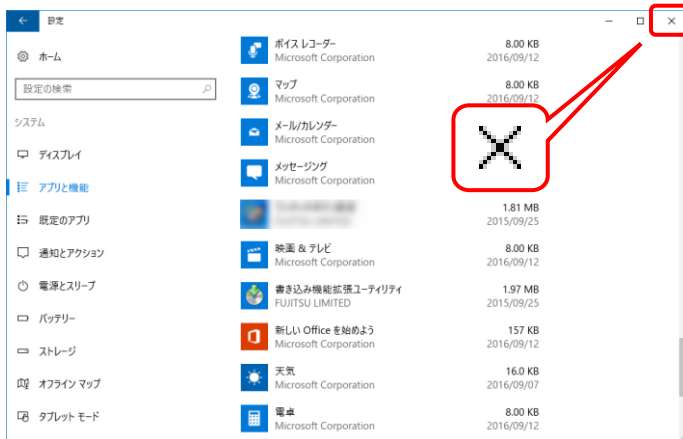 設定
ホーム
設定の検索
システム
ディスプレイ
アプリと機能
既定のアプリ
通知とアクション
電源とスリープ
バッテリー
ストレージ
オフライン マップ
タブレット モード
ボイス レコーダー
8.00 KB
Microsoft Corporation
2016/09/12
マップ
8.00 KB
Microsoft Corporation
2016/09/12
メール/カレンダー
Microsoft Corporation
メッセージング
Microsoft Corporation
1.81 MB
FUJITSU LIMITED
2015/09/25
映画 & テレビ
8.00 KB
Microsoft Corporation
2016/09/12
書き込み機能拡張ユーティリティ
1.97 MB
FUJITSU LIMITED
2015/09/25
新しい Office を始めよう
157 KB
Microsoft Corporation
2016/09/12
天気
16.0 KB
Microsoft Corporation
2016/09/07
電卓
8.00 KB
Microsoft Corporation
2016/09/12